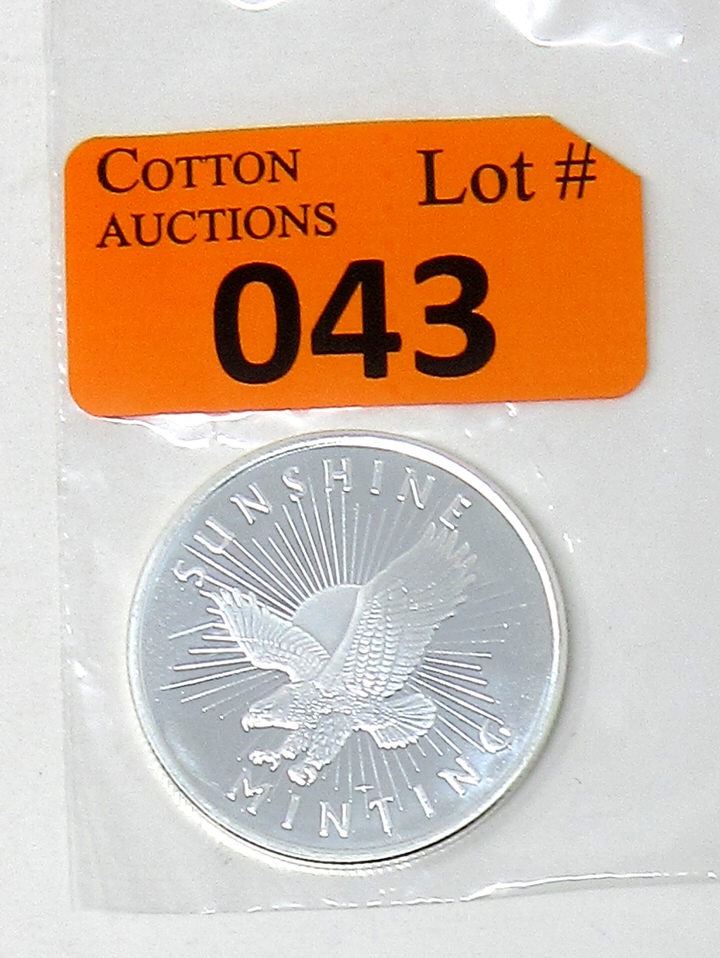 COTTON
AUCTIONS
Lot #
043
SUNSHINE
MINTING